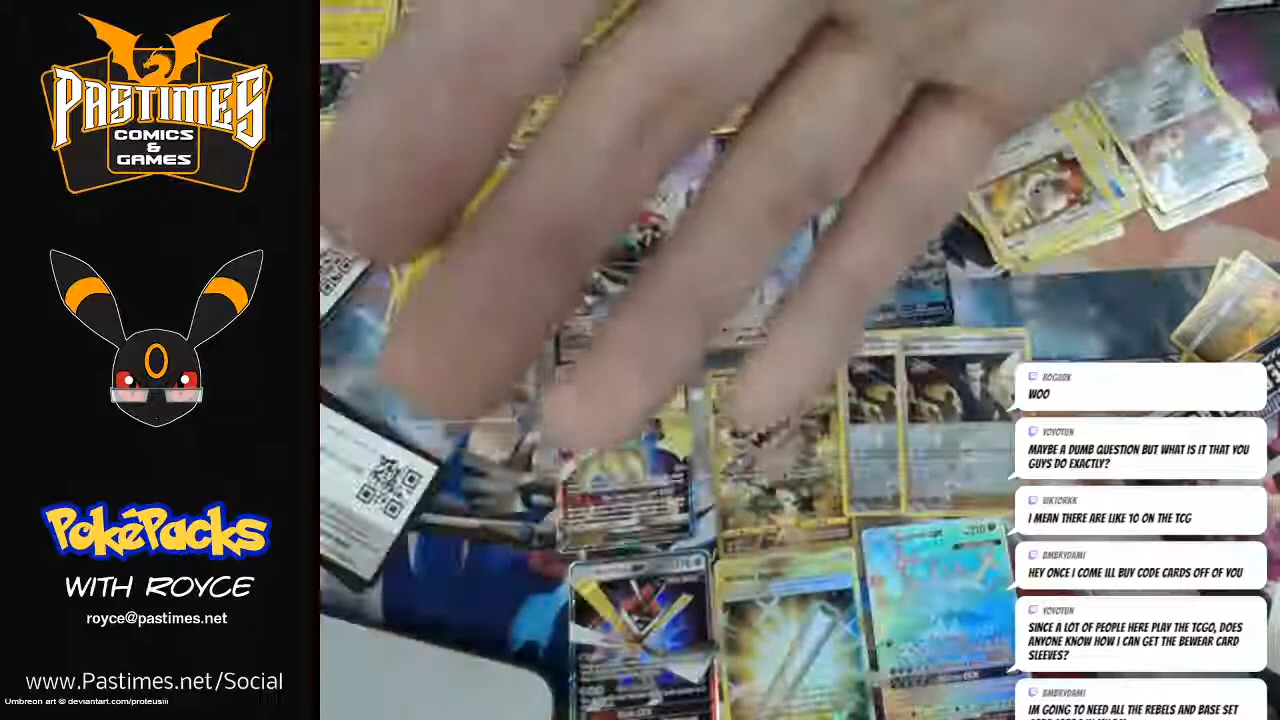 PASTIMES
COMICS
&
GAMES
PokéPacks
WITH ROYCE
royce@pastimes.net
www.Pastimes.net/Social
Umbreon art @ deviantart.com/proteusiii
WOO
YOYOTUN
MAYBE A DUMB QUESTION BUT WHAT IS IT THAT YOU
GUYS DO EXACTLY?
VIKTORKK
I MEAN THERE ARE LIKE 10 ON THE TCG
BMBRYDAMI
HEY ONCE I COME ILL BUY CODE CARDS OFF OF YOU
YOYOTUN
SINCE A LOT OF PEOPLE HERE PLAY THE TCGO, DOES
ANYONE KNOW HOW I CAN GET THE BEWEAR CARD
SLEEVES?
BMBRYDAMI
IM GOING TO NEED ALL THE REBELS AND BASE SET